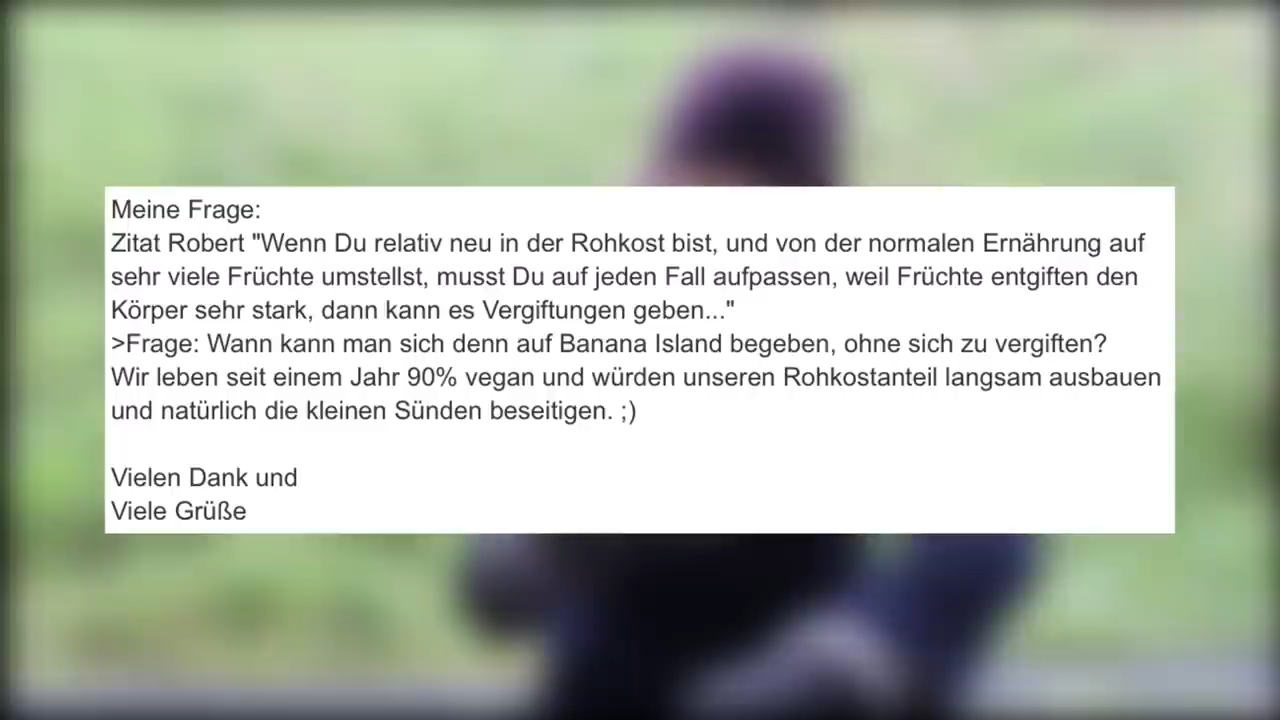 Meine Frage:
Zitat Robert "Wenn Du relativ neu in der Rohkost bist, und von der normalen Ernährung auf
sehr viele Früchte umstellst, musst Du auf jeden Fall aufpassen, weil Früchte entgiften den
Körper sehr stark, dann kann es Vergiftungen geben..."
>Frage: Wann kann man sich denn auf Banana Island begeben, ohne sich zu vergiften?
Wir leben seit einem Jahr 90% vegan und würden unseren Rohkostanteil langsam ausbauen
und natürlich die kleinen Sünden beseitigen. ;)
Vielen Dank und
Viele Grüße